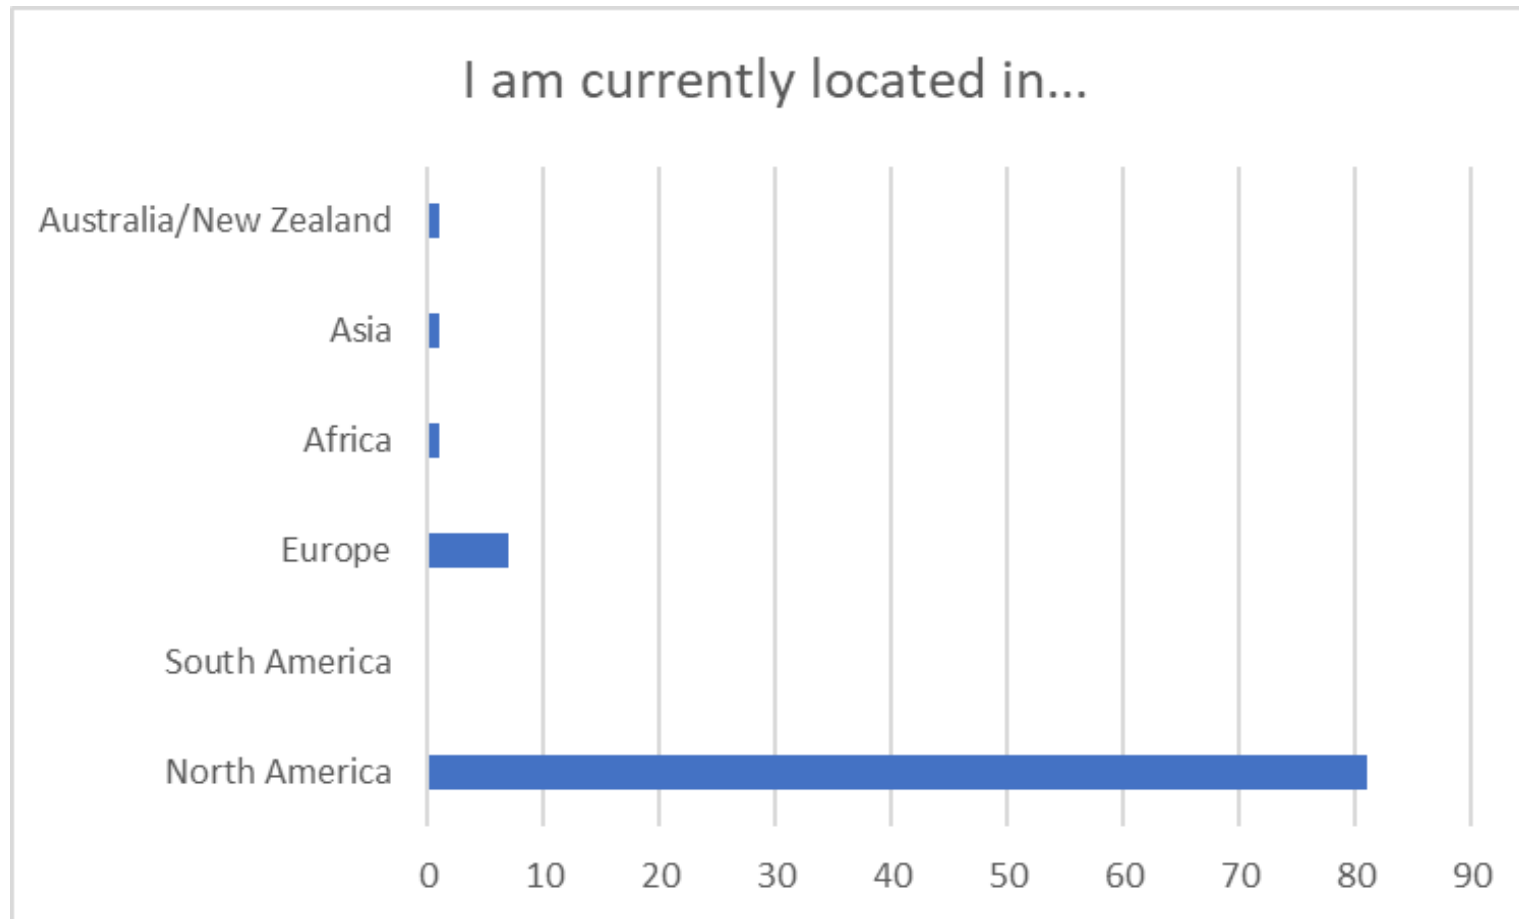 I am currently located in...
Australia/New Zealand
Asia
Africa
Europe
South America
North America
0 10 20 30 40 50 60 70 80 90